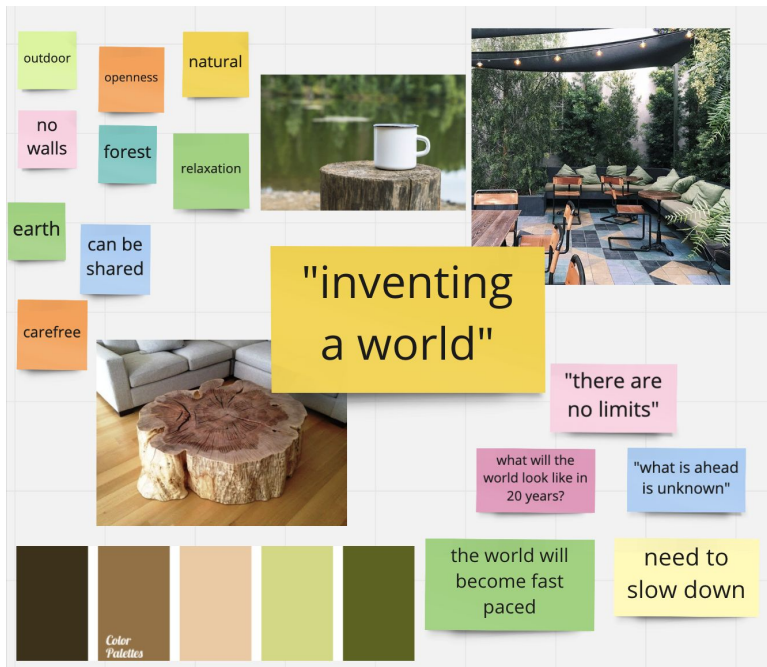 outdoor
openness
natural
no
walls
forest
relaxation
earth
can be
shared
carefree
"inventing
a world"
"there are
no limits"
what will the
world look like in
20 years?
"what is ahead
is unknown"
the world will
become fast
paced
need to
slow down
Color
Palettes